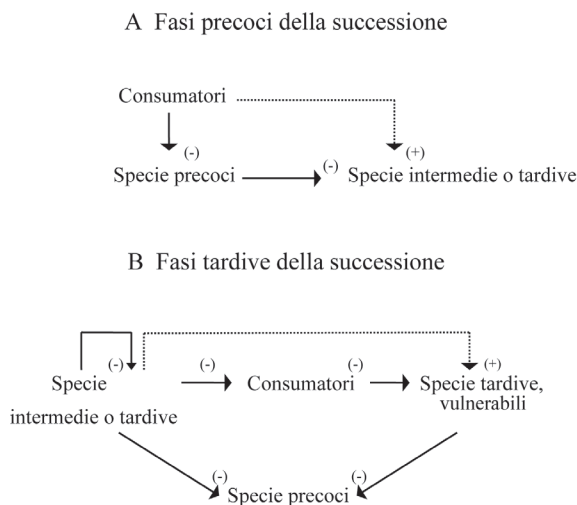 A Fasi precoci della successione
Consumatori
(-) (+)
Specie precoci (-) Specie intermedie o tardive
B Fasi tardive della successione
(-) (-) (-) (+)
Specie Consumatori Specie tardive,
intermedie o tardive vulnerabili
(-) (-)
Specie precoci